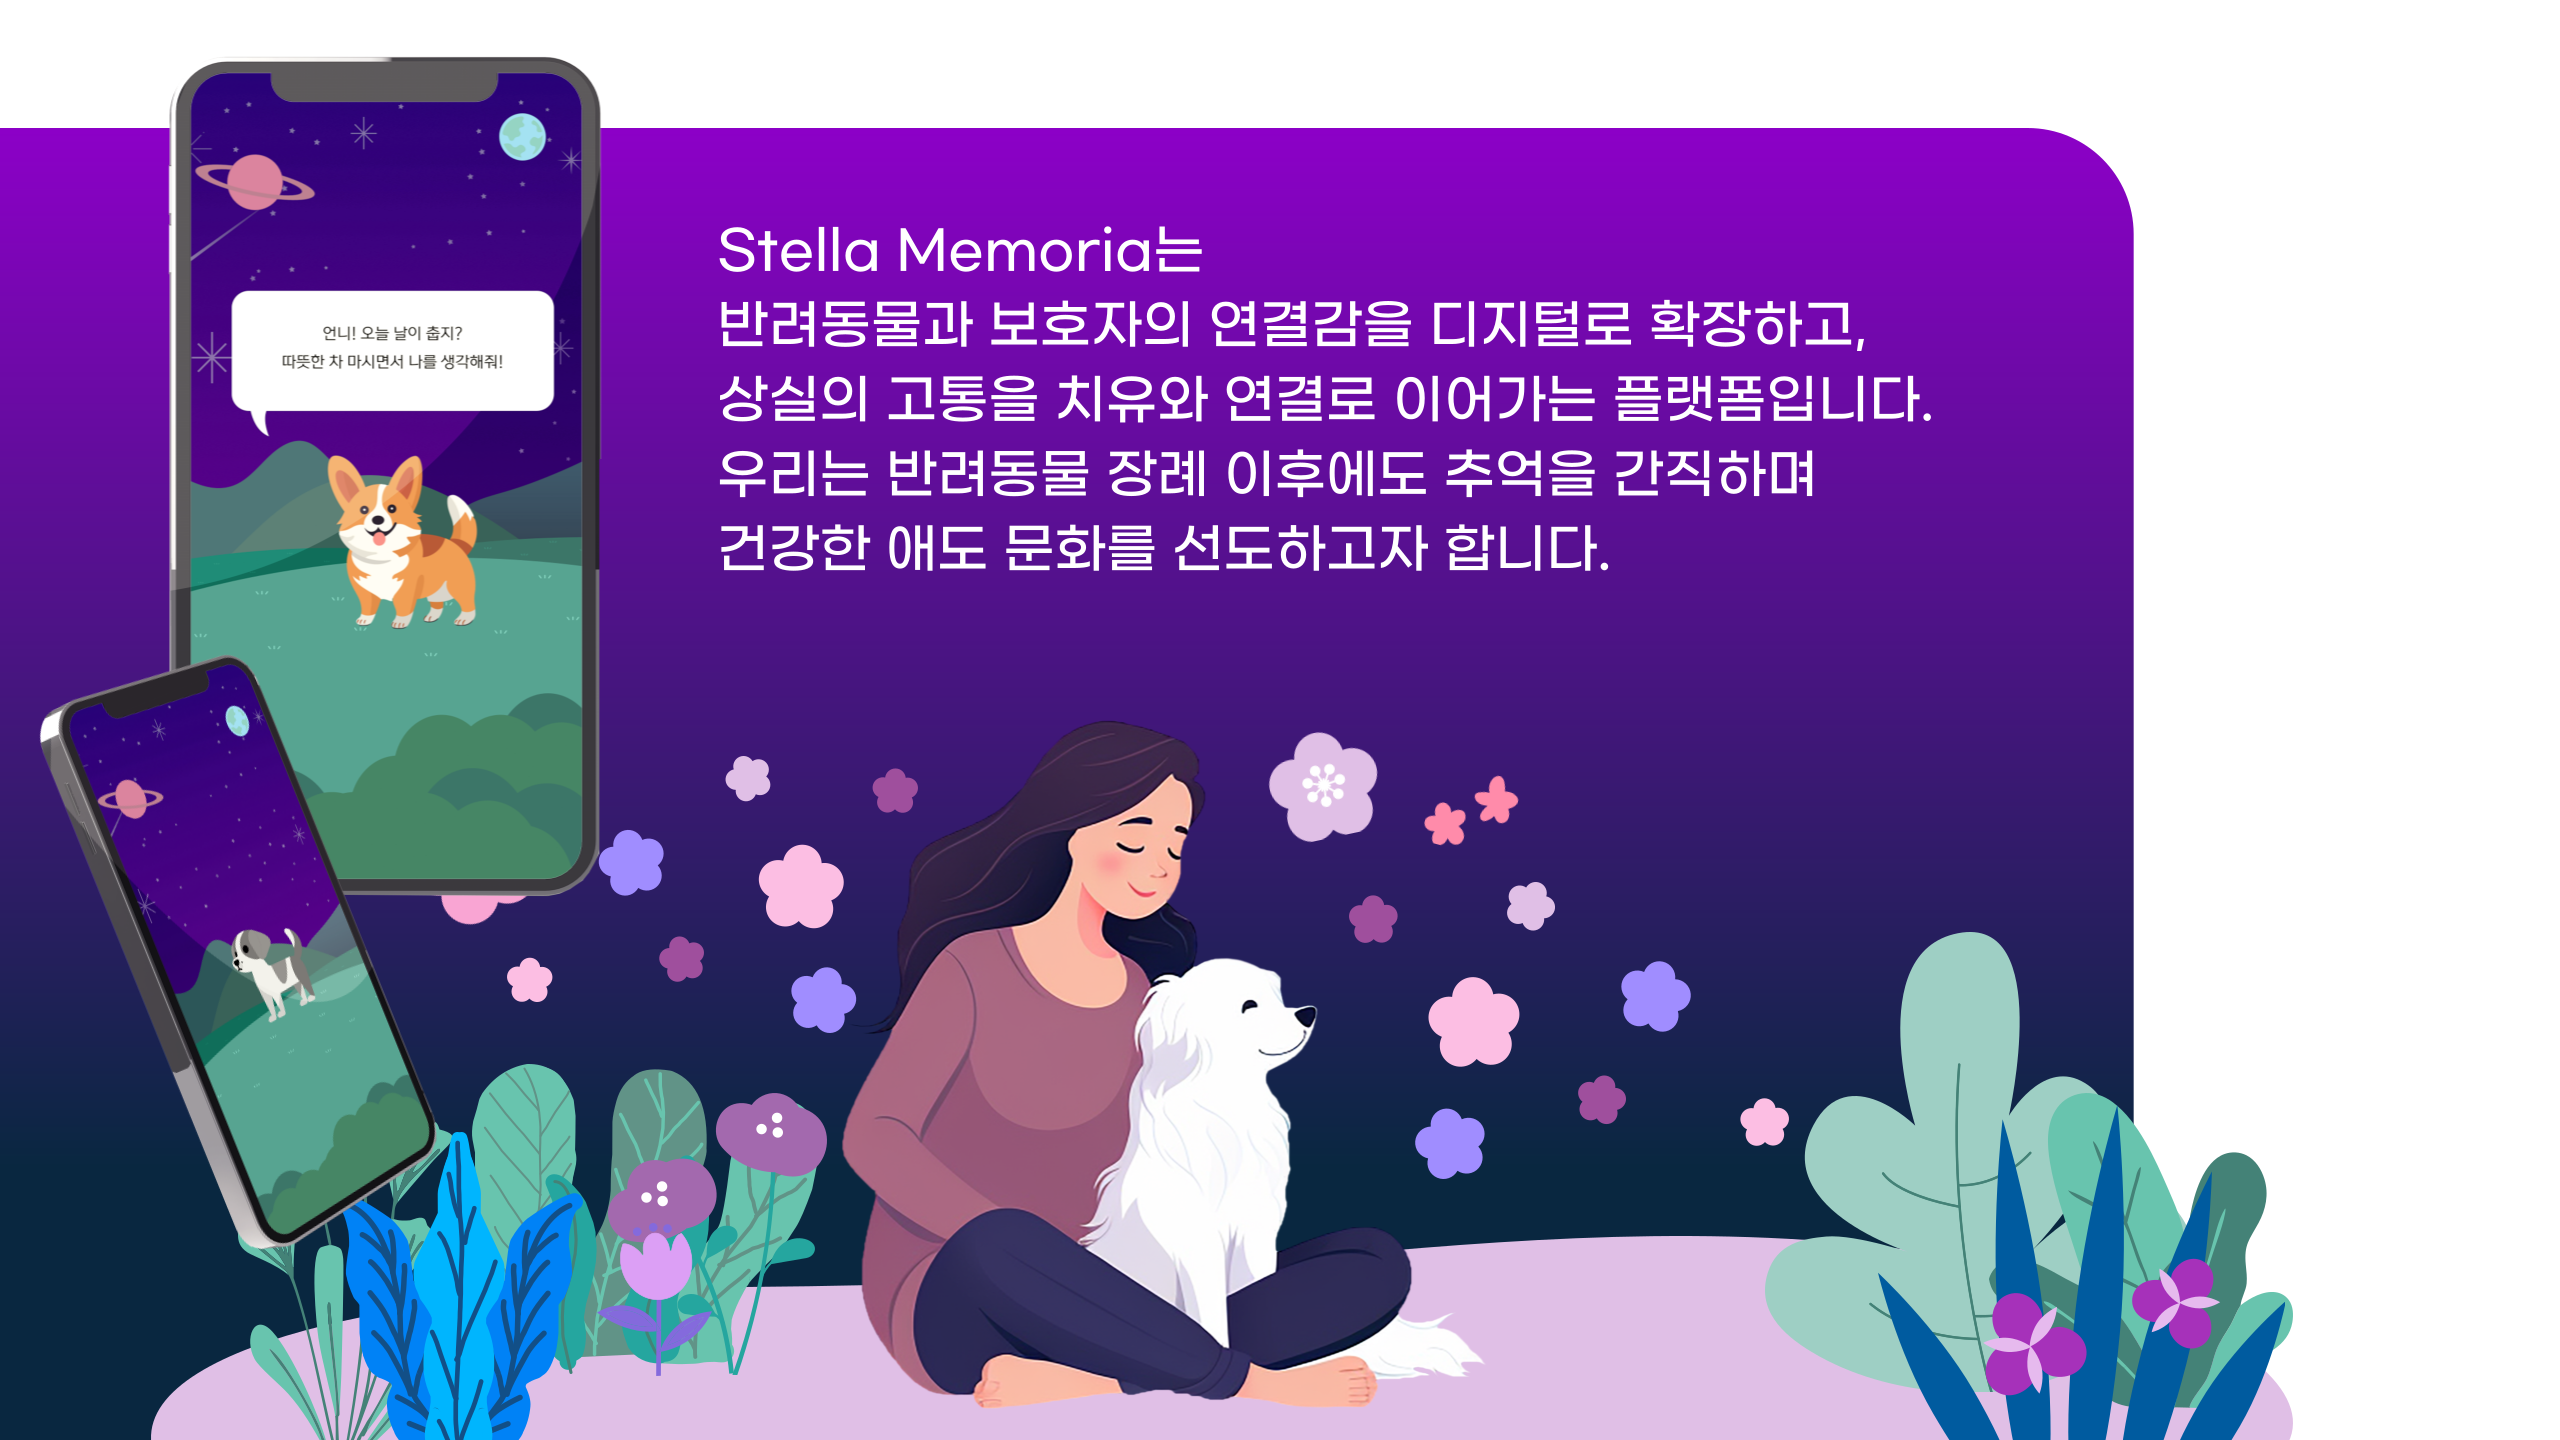 언니! 오늘 날이 춥지?
따뜻한 차 마시면서 나를 생각해줘!
Stella Memoria는
반려동물과 보호자의 연결감을 디지털로 확장하고,
상실의 고통을 치유와 연결로 이어가는 플랫폼입니다.
우리는 반려동물 장례 이후에도 추억을 간직하며
건강한 애도 문화를 선도하고자 합니다.